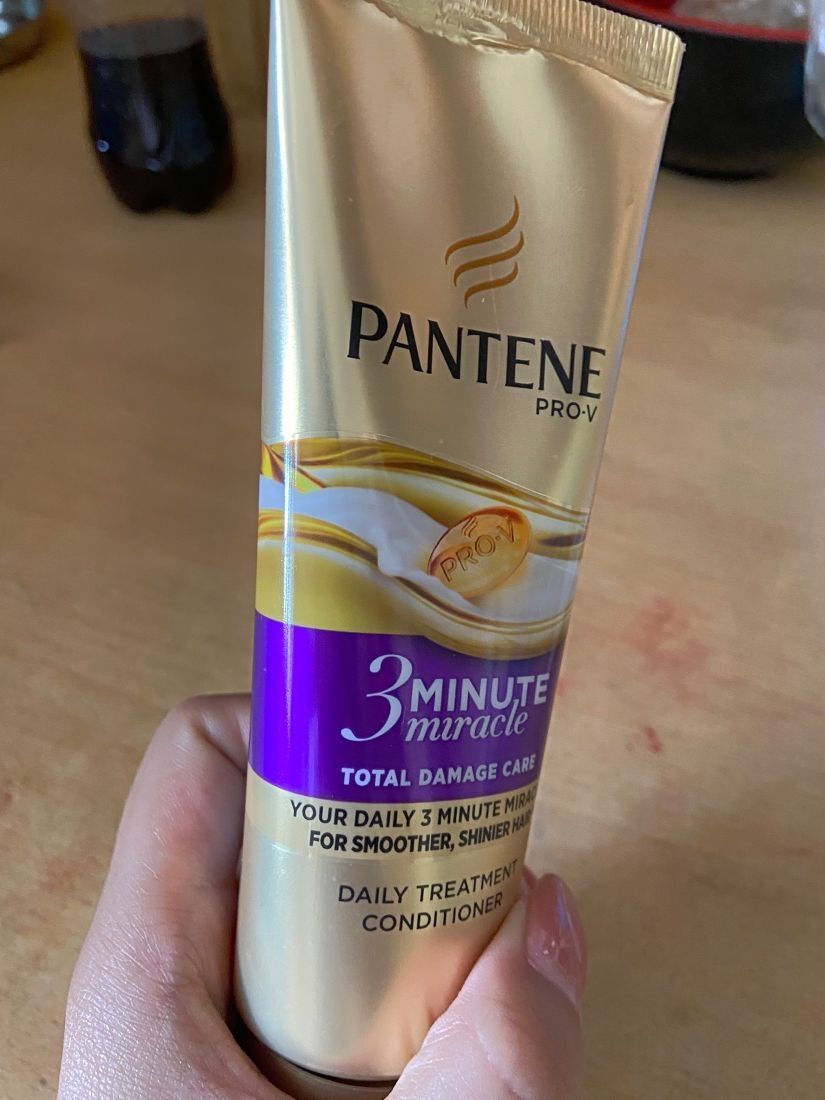 PANTENE
PRO-V
PRO-V
3 MINUTE
miracle
TOTAL DAMAGE CARE
YOUR DAILY 3 MINUTE
FOR SMOOTHER, SHINIER HAIR
DAILY TREATMENT
CONDITIONER